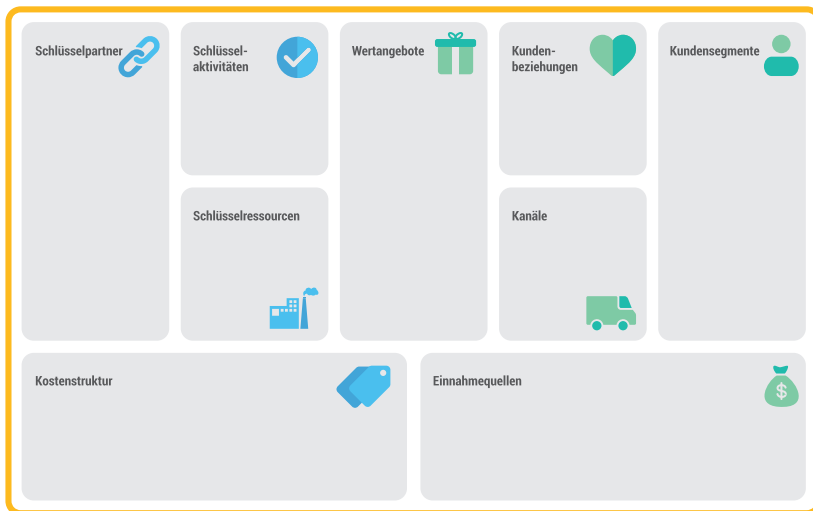 Schlüsselpartner
Schlüssel-
aktivitäten
Wertangebote
Kunden-
beziehungen
Kundensegmente
Schlüsselressourcen
Kanäle
Kostenstruktur
Einnahmequellen
$